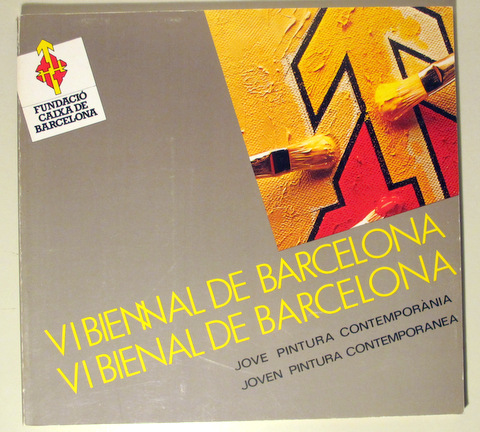 FUNDACIÓ
CAIXA DE
BARCELONA
VI BIENNAL DE BARCELONA
VI BIENAL DE BARCELONA
JOVE PINTURA CONTEMPORÀNIA
JOVEN PINTURA CONTEMPORANEA